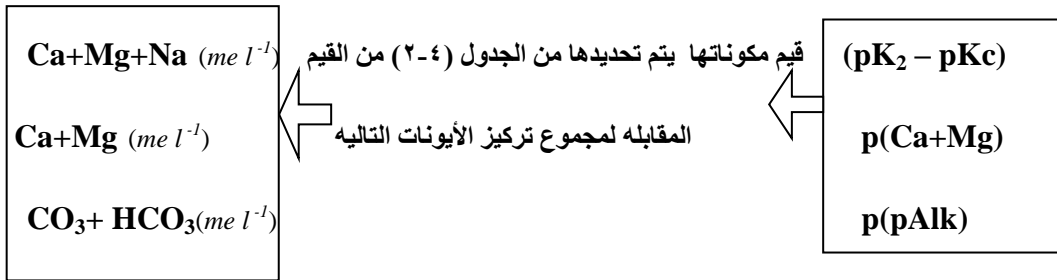 (pK₂ – pKc)
p(Ca+Mg)
p(pAlk)
قيم مكوناتها يتم تحديدها من الجدول (٤-٢) من القيم
المقابله لمجموع تركيز الأيونات التاليه
Ca+Mg+Na (me l⁻¹)
Ca+Mg (me l⁻¹)
CO₃+ HCO₃(me l⁻¹)